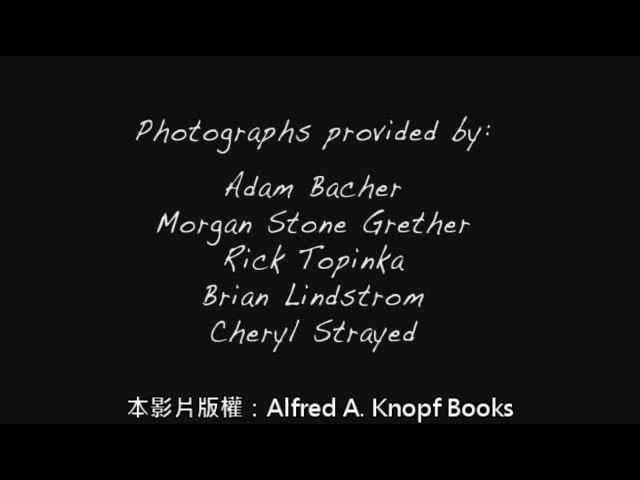 Photographs provided by:
Adam Bacher
Morgan Stone Grether
Rick Topinka
Brian Lindstrom
Cheryl Strayed
本影片版權：Alfred A. Knopf Books